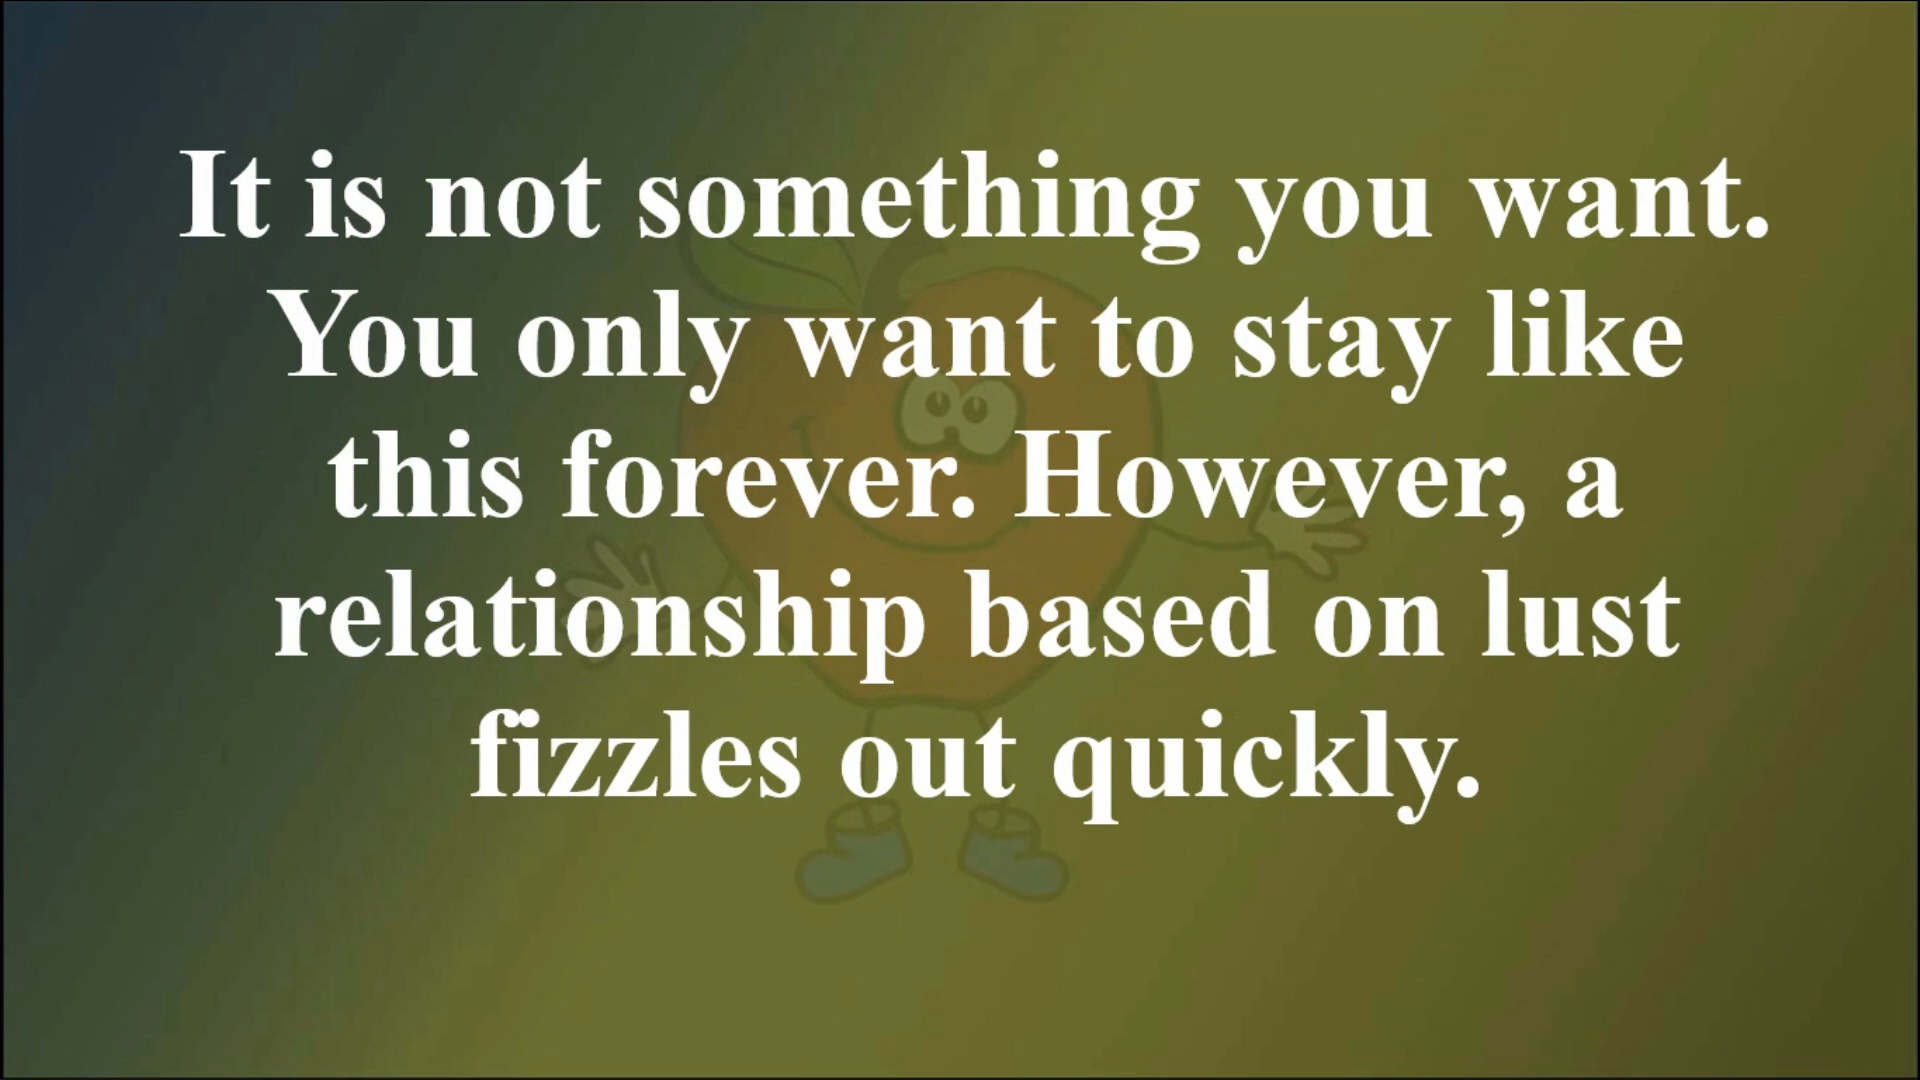 It is not something you want.
You only want to stay like
this forever. However, a
relationship based on lust
fizzles out quickly.